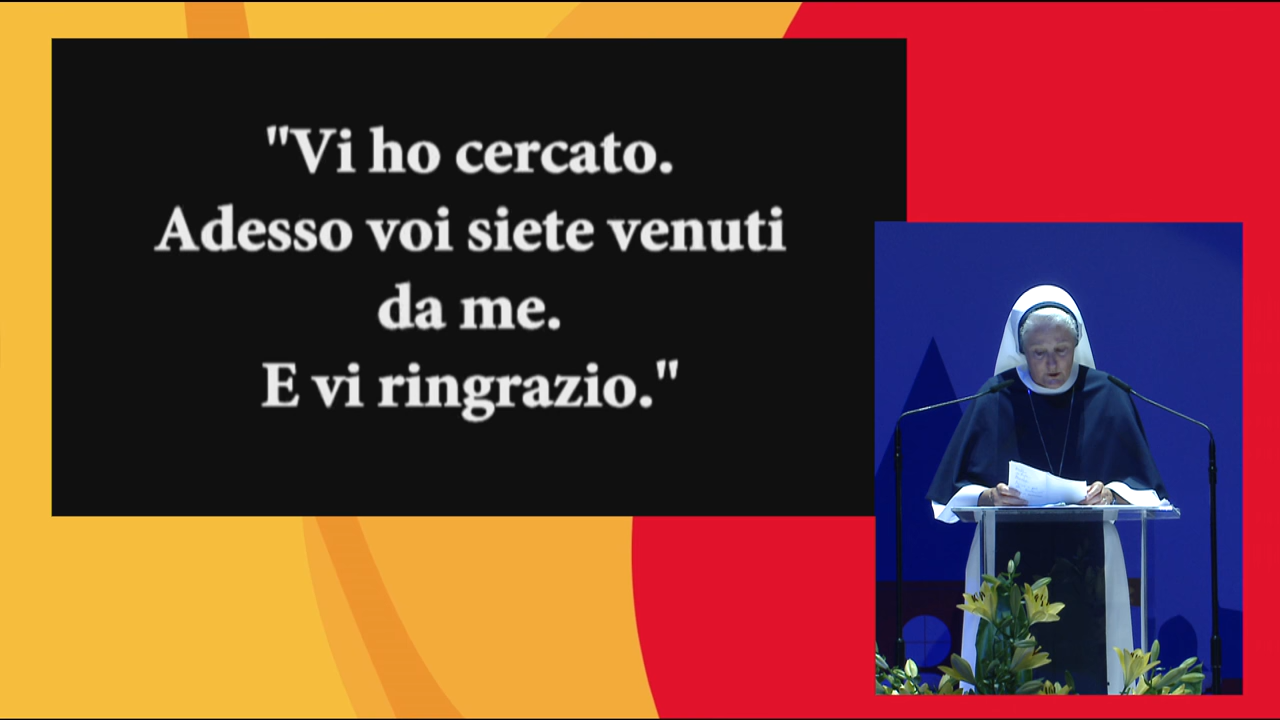 "Vi ho cercato.
Adesso voi siete venuti
da me.
E vi ringrazio."